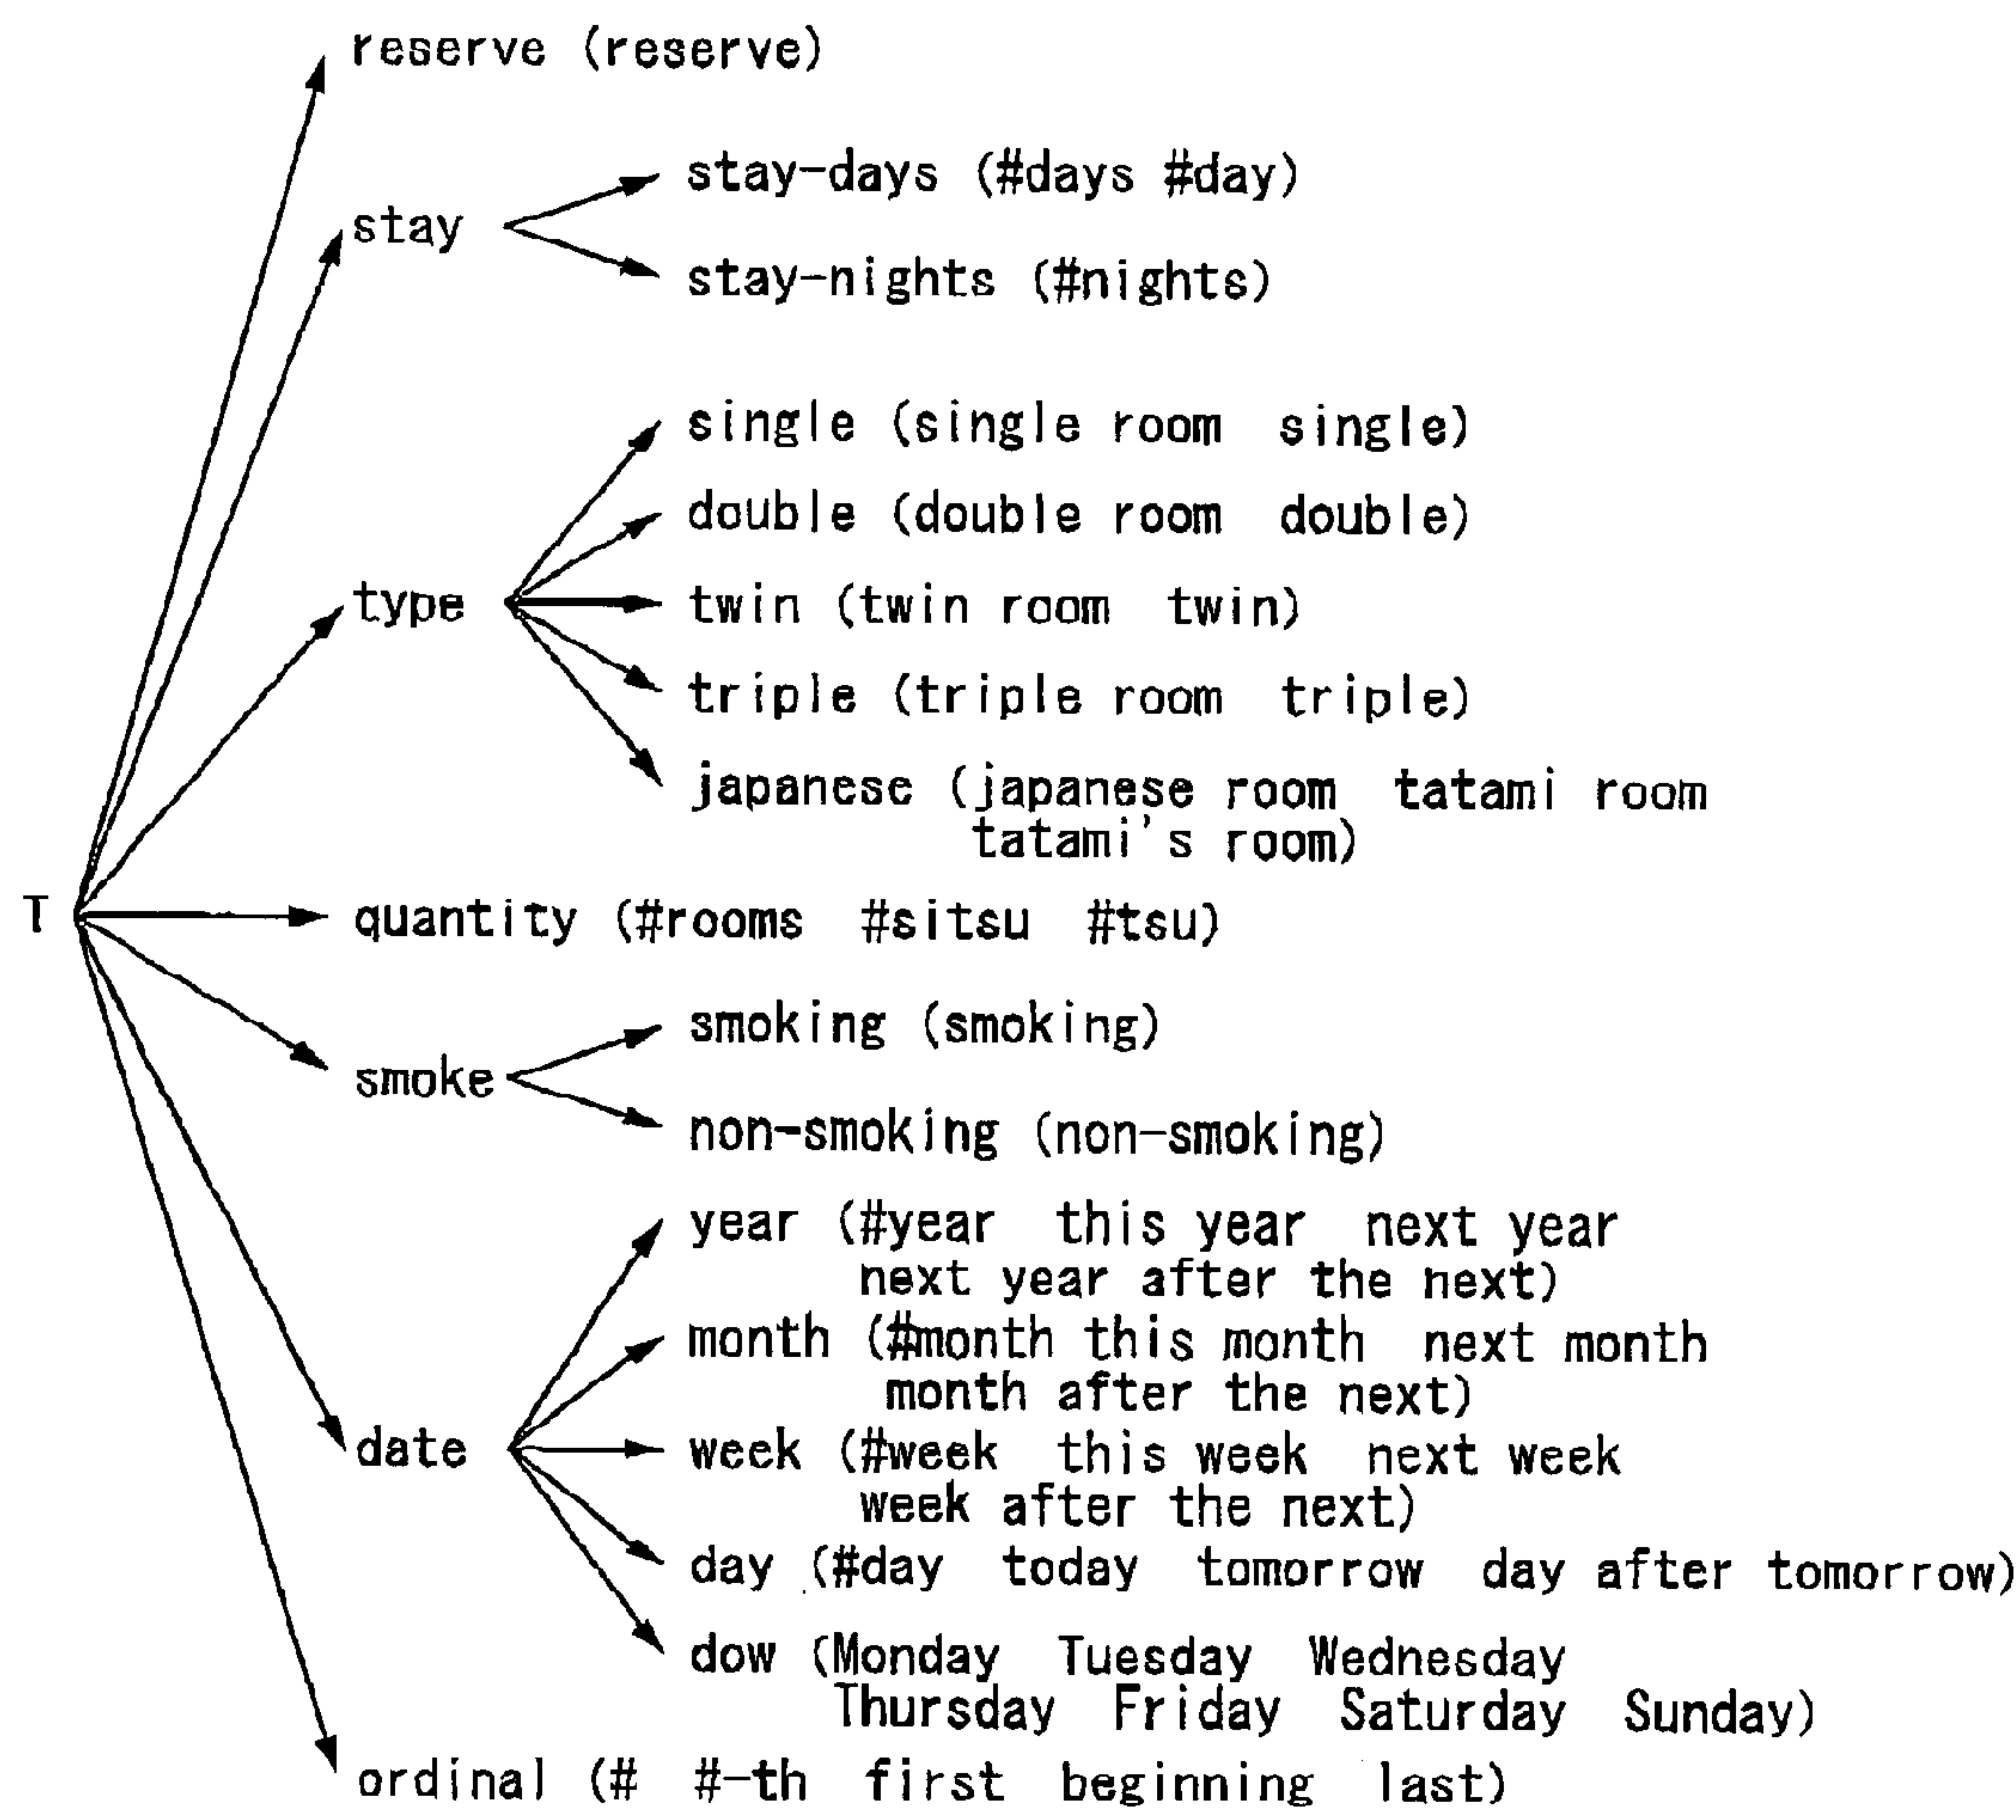 reserve (reserve)
stay-days (#days #day)
stay
stay-nights (#nights)
single (single room single)
double (double room double)
type
twin (twin room twin)
triple (triple room triple)
japanese (japanese room tatami room
tatami's room)
T
quantity (#rooms #sitsu #tsu)
smoking (smoking)
smoke
non-smoking (non-smoking)
year (#year this year next year
next year after the next)
month (#month this month next month
month after the next)
date
week (#week this week next week
week after the next)
day (#day today tomorrow day after tomorrow)
dow (Monday Tuesday Wednesday
Thursday Friday Saturday Sunday)
ordinal (# #-th first beginning last)